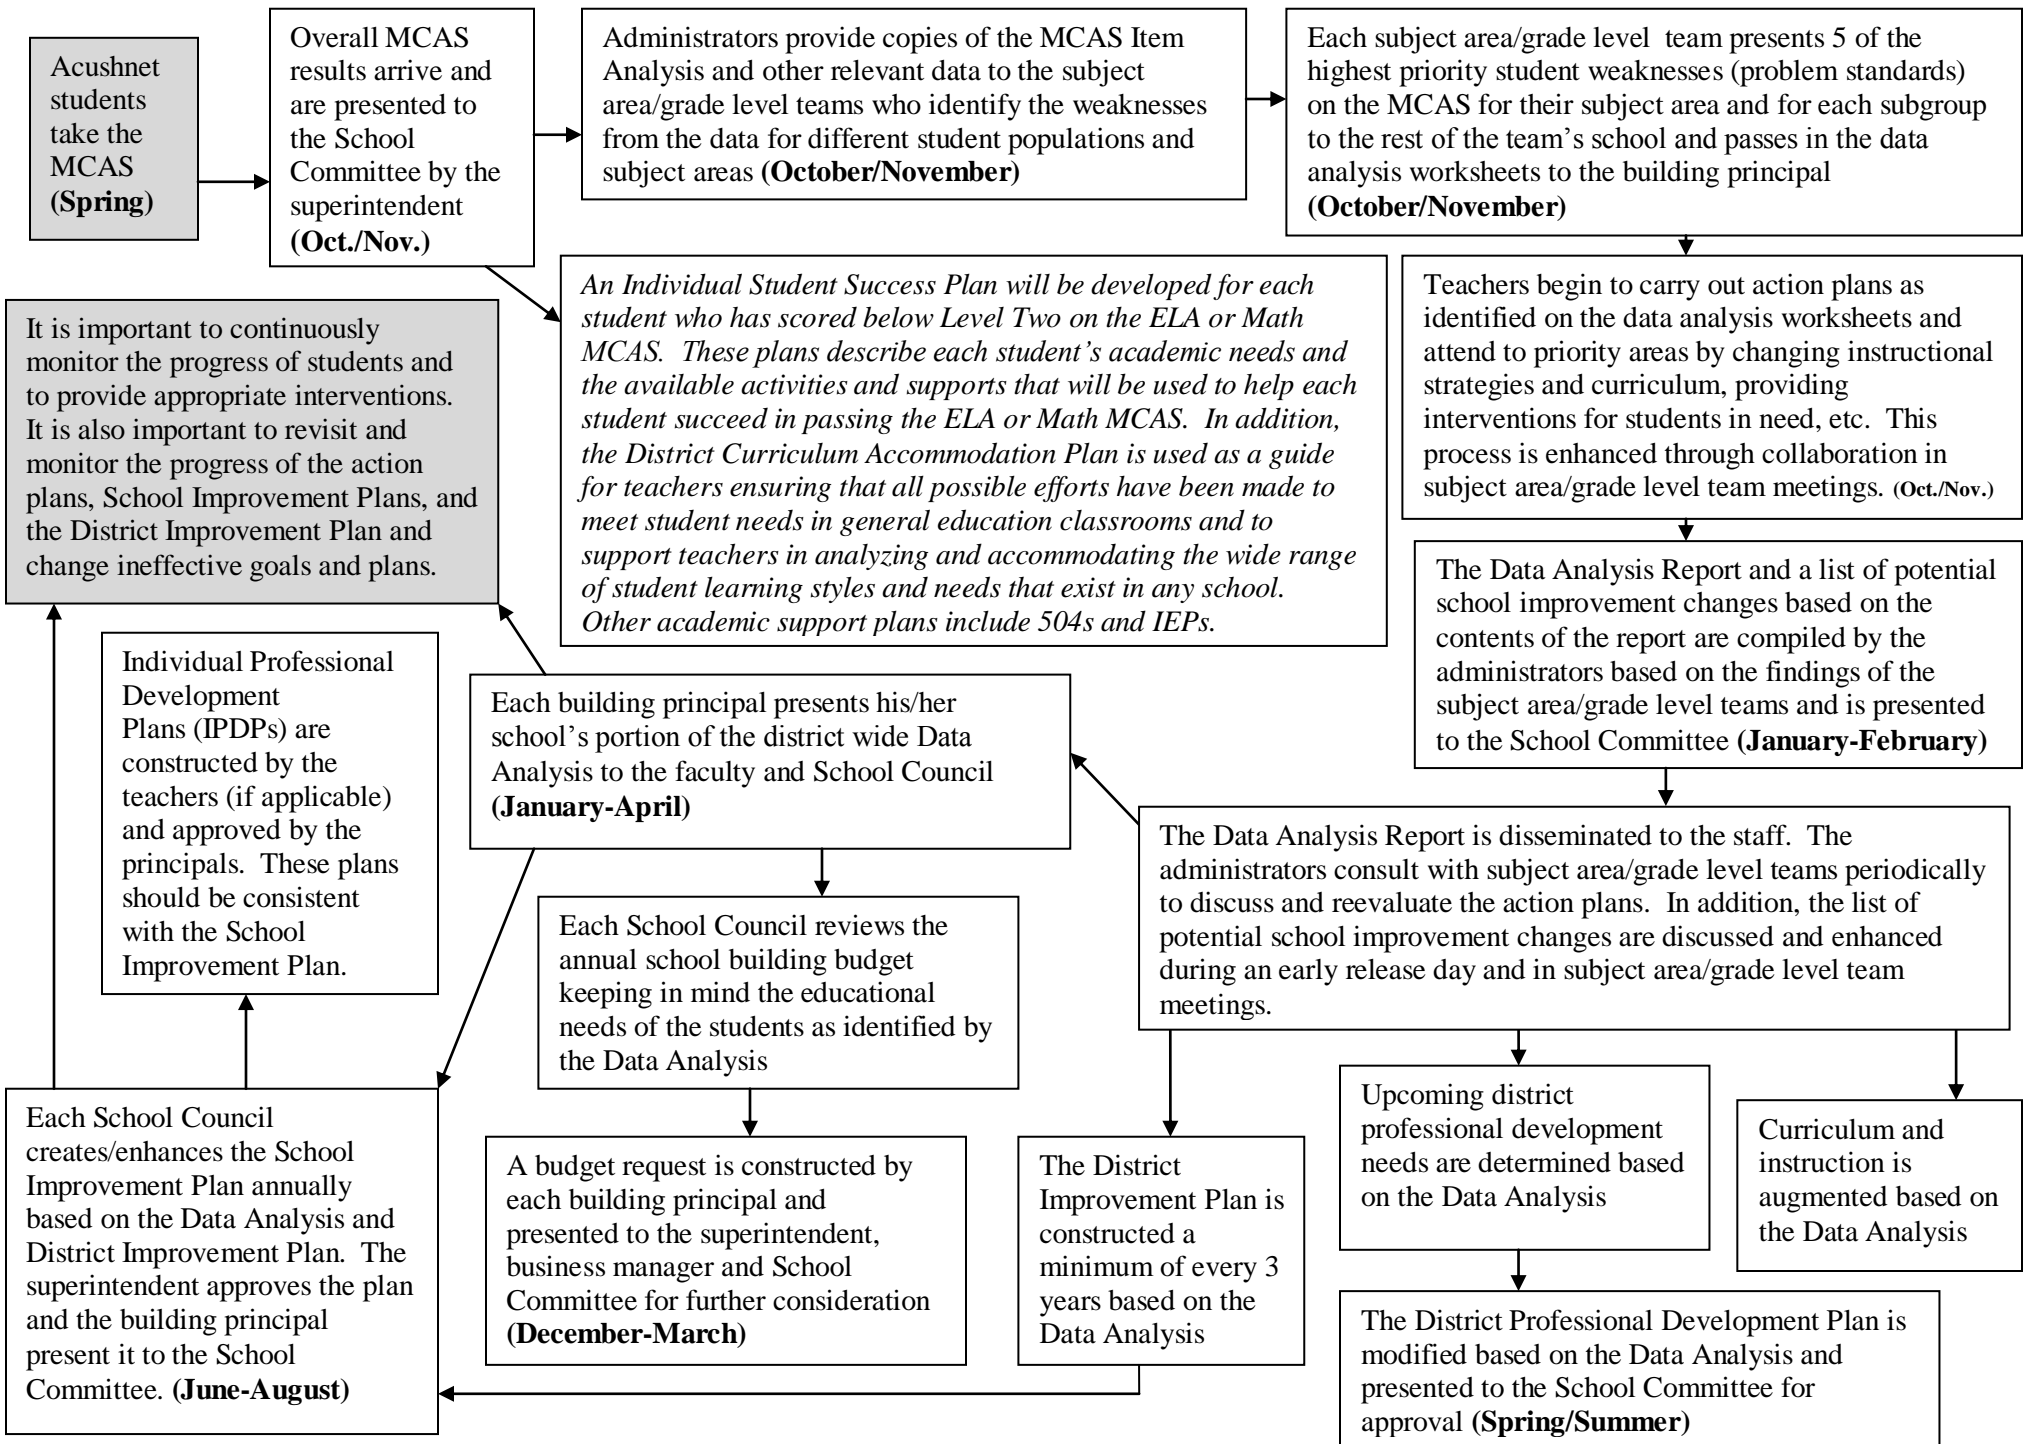 Acushnet
students
take the
MCAS
(Spring)
Overall MCAS
results arrive and
are presented to
the School
Committee by the
superintendent
(Oct./Nov.)
Administrators provide copies of the MCAS Item
Analysis and other relevant data to the subject
area/grade level teams who identify the weaknesses
from the data for different student populations and
subject areas (October/November)
Each subject area/grade level team presents 5 of the
highest priority student weaknesses (problem standards)
on the MCAS for their subject area and for each subgroup
to the rest of the team's school and passes in the data
analysis worksheets to the building principal
(October/November)
An Individual Student Success Plan will be developed for each
student who has scored below Level Two on the ELA or Math
MCAS. These plans describe each student's academic needs and
the available activities and supports that will be used to help each
student succeed in passing the ELA or Math MCAS. In addition,
the District Curriculum Accommodation Plan is used as a guide
for teachers ensuring that all possible efforts have been made to
meet student needs in general education classrooms and to
support teachers in analyzing and accommodating the wide range
of student learning styles and needs that exist in any school.
Other academic support plans include 504s and IEPs.
Teachers begin to carry out action plans as
identified on the data analysis worksheets and
attend to priority areas by changing instructional
strategies and curriculum, providing
interventions for students in need, etc. This
process is enhanced through collaboration in
subject area/grade level team meetings. (Oct./Nov.)
It is important to continuously
monitor the progress of students and
to provide appropriate interventions.
It is also important to revisit and
monitor the progress of the action
plans, School Improvement Plans, and
the District Improvement Plan and
change ineffective goals and plans.
The Data Analysis Report and a list of potential
school improvement changes based on the
contents of the report are compiled by the
administrators based on the findings of the
subject area/grade level teams and is presented
to the School Committee (January-February)
Individual Professional
Development
Plans (IPDPs) are
constructed by the
teachers (if applicable)
and approved by the
principals. These plans
should be consistent
with the School
Improvement Plan.
Each building principal presents his/her
school's portion of the district wide Data
Analysis to the faculty and School Council
(January-April)
The Data Analysis Report is disseminated to the staff. The
administrators consult with subject area/grade level teams periodically
to discuss and reevaluate the action plans. In addition, the list of
potential school improvement changes are discussed and enhanced
during an early release day and in subject area/grade level team
meetings.
Each School Council reviews the
annual school building budget
keeping in mind the educational
needs of the students as identified by
the Data Analysis
Each School Council
creates/enhances the School
Improvement Plan annually
based on the Data Analysis and
District Improvement Plan. The
superintendent approves the plan
and the building principal
present it to the School
Committee. (June-August)
A budget request is constructed by
each building principal and
presented to the superintendent,
business manager and School
Committee for further consideration
(December-March)
The District
Improvement Plan is
constructed a
minimum of every 3
years based on the
Data Analysis
Upcoming district
professional development
needs are determined based
on the Data Analysis
Curriculum and
instruction is
augmented based on
the Data Analysis
The District Professional Development Plan is
modified based on the Data Analysis and
presented to the School Committee for
approval (Spring/Summer)